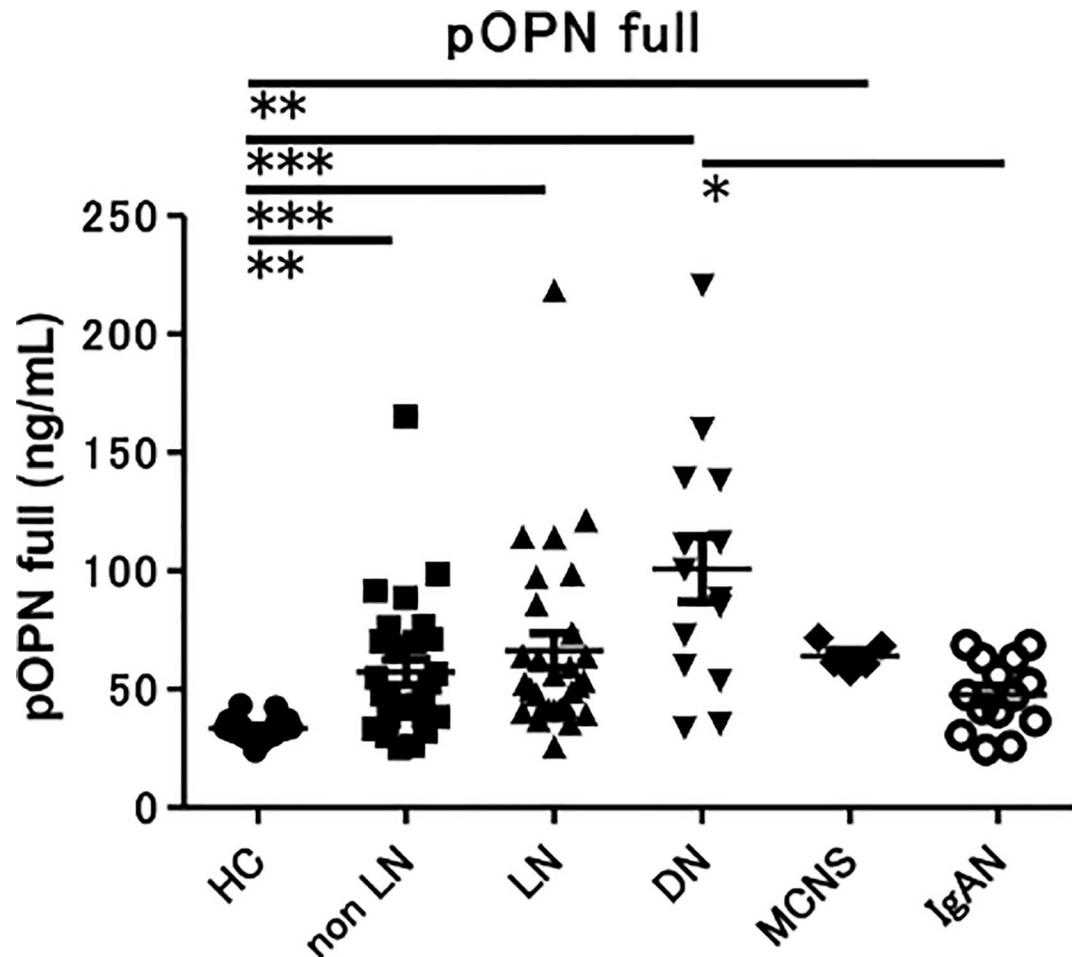 pOPN full
**
***
*
***
**
250
200
150
100
50
0
pOPN full (ng/mL)
HC
non LN
LN
DN
MCNS
IgAN